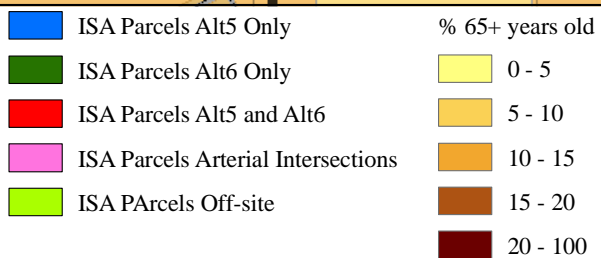 ISA Parcels Alt5 Only
ISA Parcels Alt6 Only
ISA Parcels Alt5 and Alt6
ISA Parcels Arterial Intersections
ISA PArcels Off-site
% 65+ years old
0 - 5
5 - 10
10 - 15
15 - 20
20 - 100